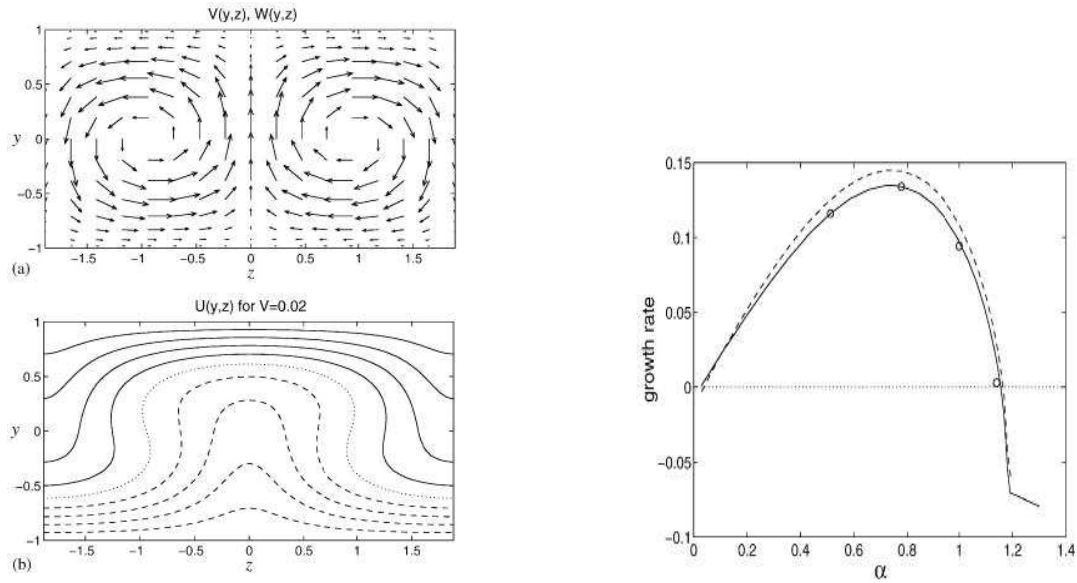 V(y,z), W(y,z)
1
0.5
y 0
−0.5
−1
−1.5 −1 −0.5 0 0.5 1 1.5
(a) z
U(y,z) for V=0.02
1
0.5
y 0
−0.5
−1
−1.5 −1 −0.5 0 0.5 1 1.5
(b) z
0.15
0.1
0.05
0
−0.05
−0.1
growth rate
0 0.2 0.4 0.6 0.8 1 1.2 1.4
α